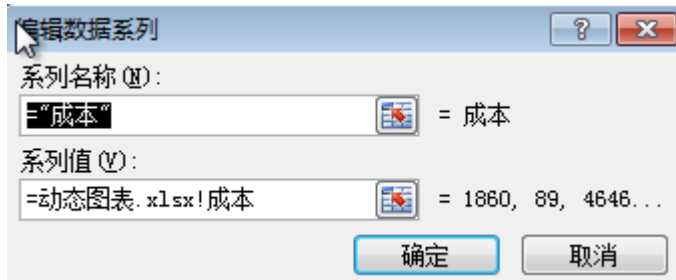 编辑数据系列
系列名称(N):
="成本" = 成本
系列值(V):
=动态图表.xlsx!成本 = 1860, 89, 4646...
确定 取消